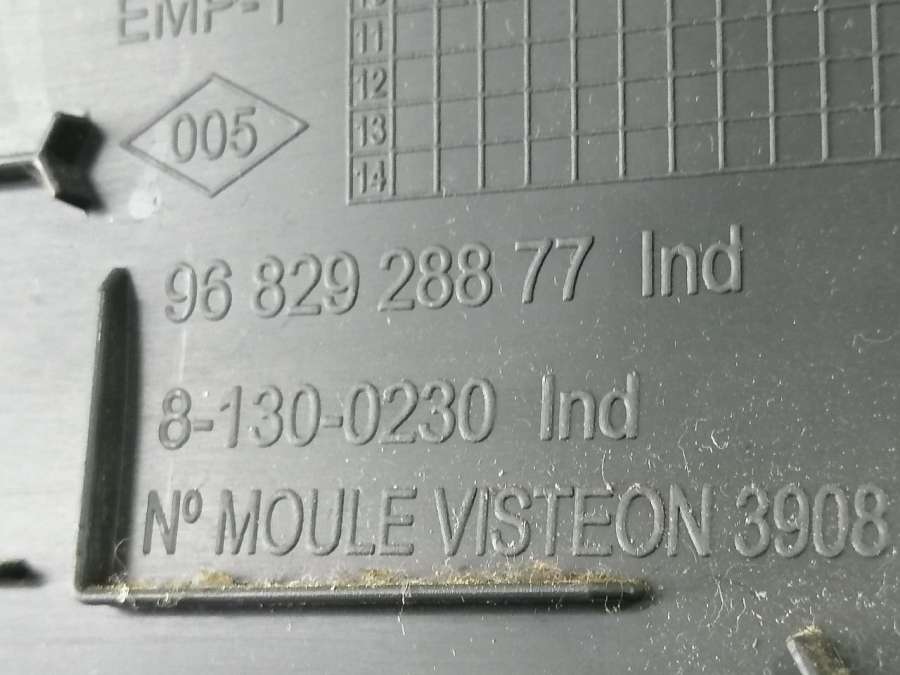 EMP-1
11
12
005
13
14
96 829 288 77 Ind
8-130-0230 Ind
Nº MOULE VISTEON 3908